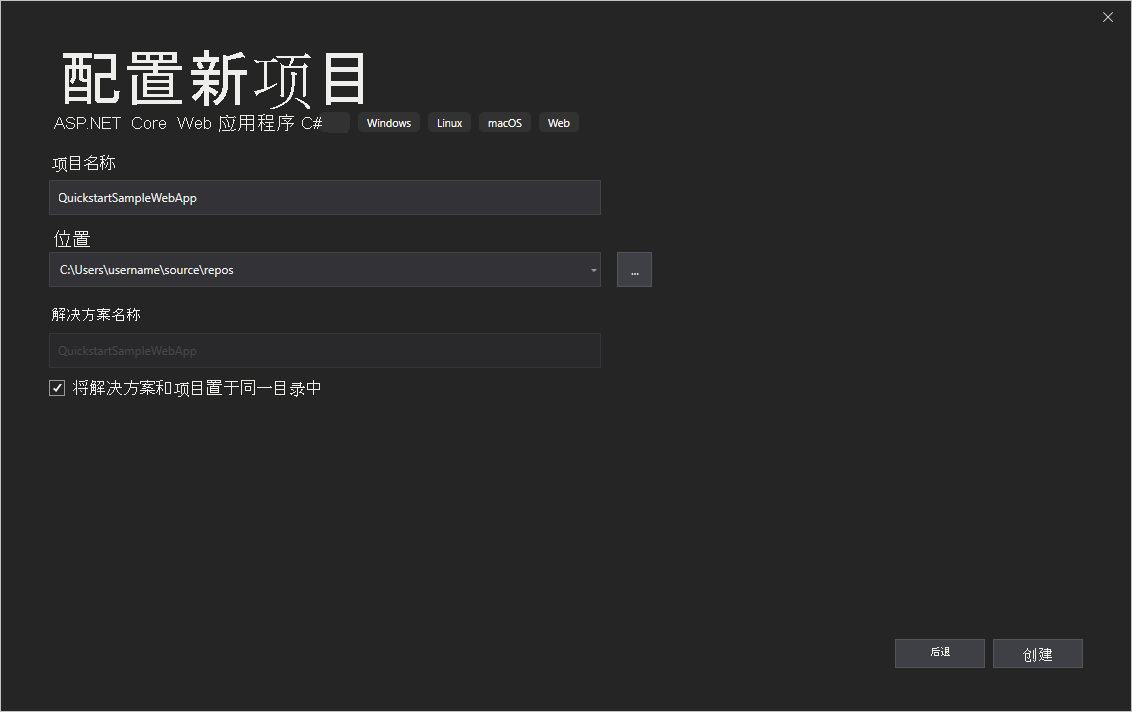 配置新项目
ASP.NET Core Web 应用程序 C# Windows Linux macOS Web
项目名称
QuickstartSampleWebApp
位置
C:\Users\username\source\repos
...
解决方案名称
QuickstartSampleWebApp
将解决方案和项目置于同一目录中
后退 创建